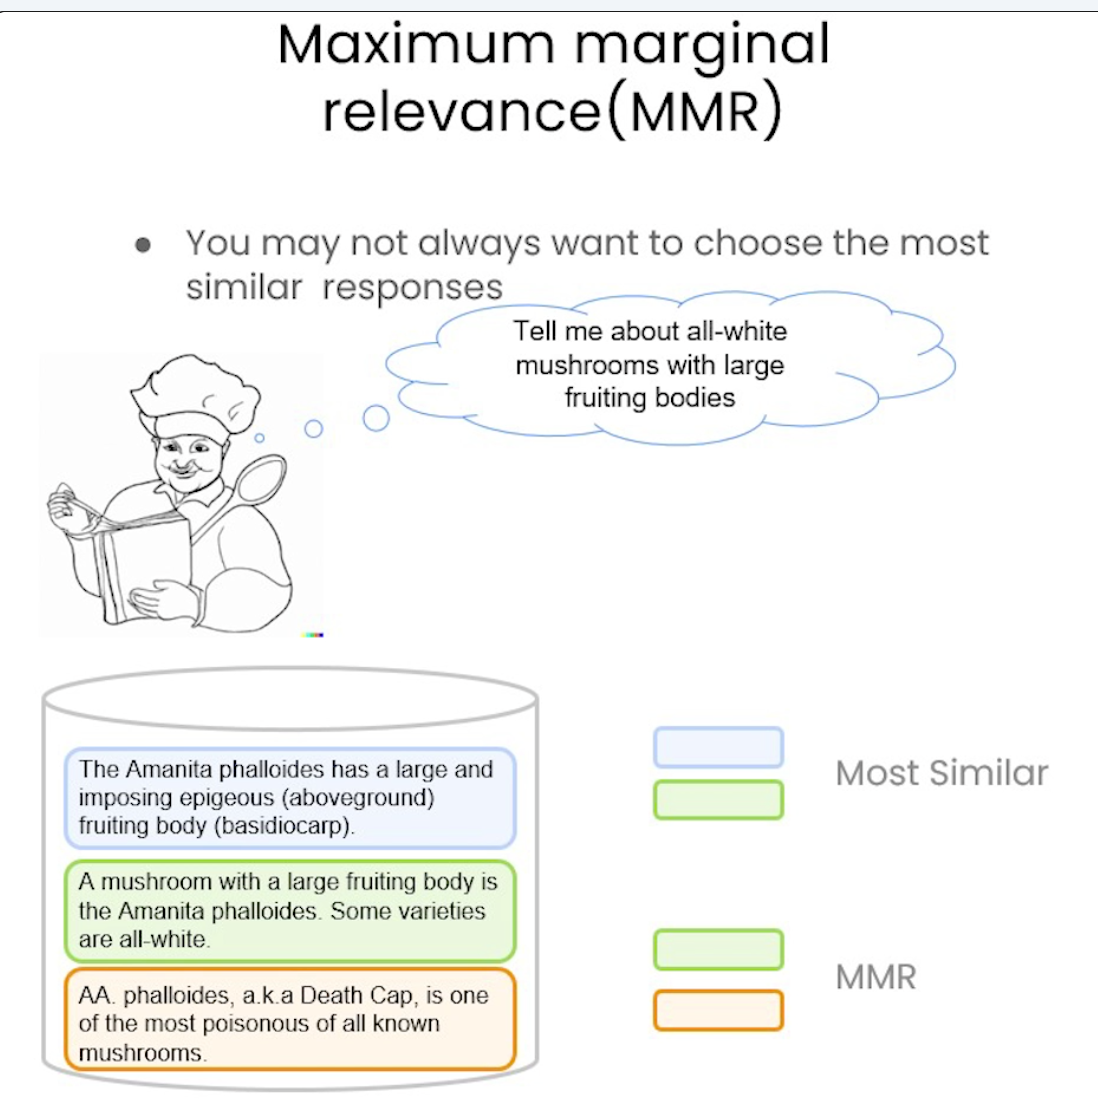 Maximum marginal
relevance(MMR)
● You may not always want to choose the most
similar responses
Tell me about all-white
mushrooms with large
fruiting bodies
The Amanita phalloides has a large and
imposing epigeous (aboveground)
fruiting body (basidiocarp).
A mushroom with a large fruiting body is
the Amanita phalloides. Some varieties
are all-white.
AA. phalloides, a.k.a Death Cap, is one
of the most poisonous of all known
mushrooms.
Most Similar
MMR